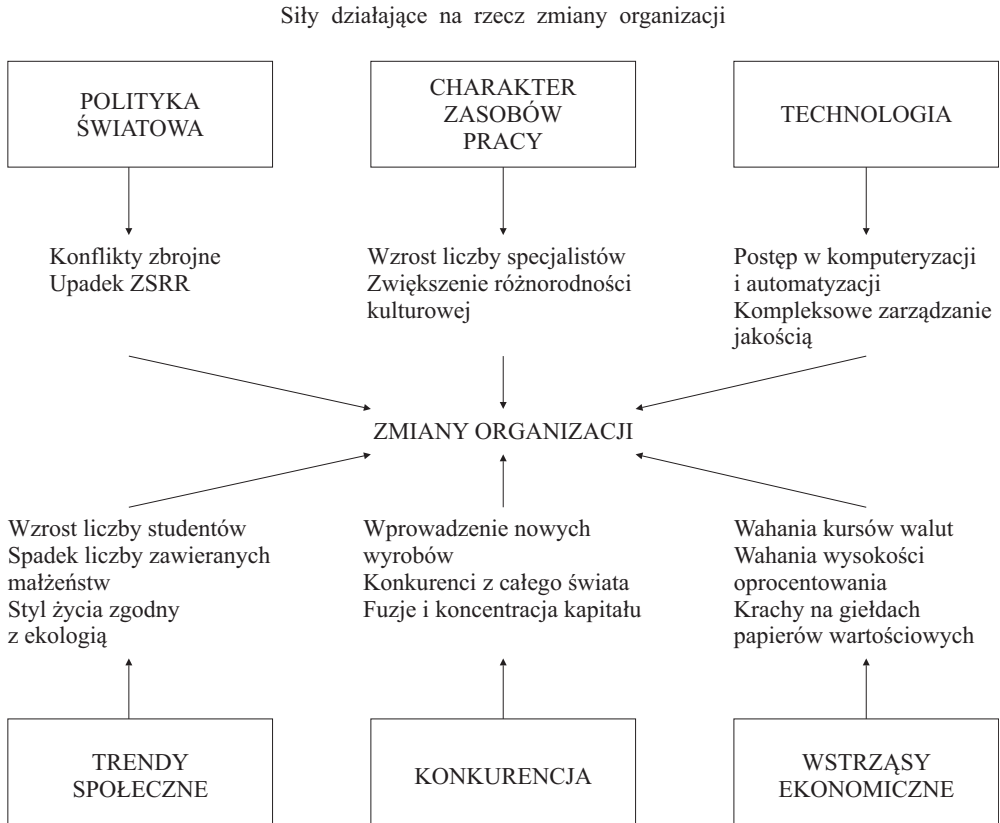 Siły działające na rzecz zmiany organizacji
POLITYKA
ŚWIATOWA
CHARAKTER
ZASOBÓW
PRACY
TECHNOLOGIA
Konflikty zbrojne
Upadek ZSRR
Wzrost liczby specjalistów
Zwiększenie różnorodności
kulturowej
Postęp w komputeryzacji
i automatyzacji
Kompleksowe zarządzanie
jakością
ZMIANY ORGANIZACJI
Wzrost liczby studentów
Spadek liczby zawieranych
małżeństw
Styl życia zgodny
z ekologią
Wprowadzenie nowych
wyrobów
Konkurenci z całego świata
Fuzje i koncentracja kapitału
Wahania kursów walut
Wahania wysokości
oprocentowania
Krachy na giełdach
papierów wartościowych
TRENDY
SPOŁECZNE
KONKURENCJA
WSTRZĄSY
EKONOMICZNE